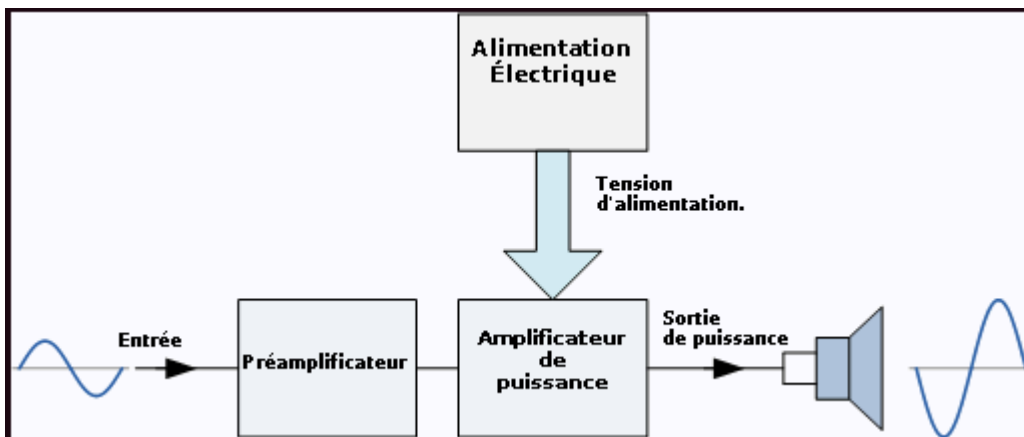 Alimentation
Électrique
Tension
d'alimentation.
Entrée
Préamplificateur
Amplificateur
de
puissance
Sortie
de puissance